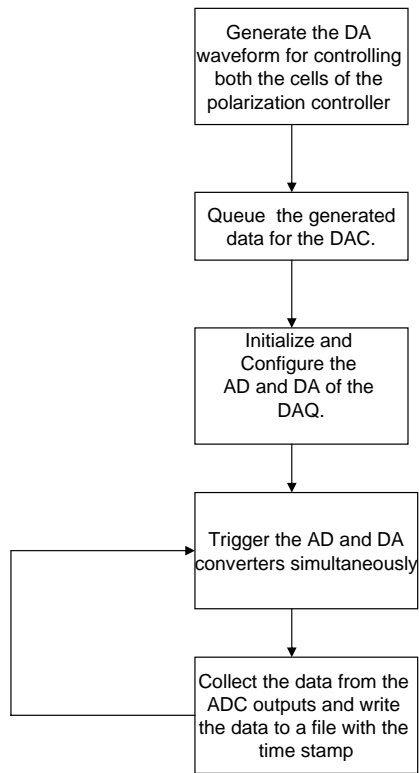 Generate the DA
waveform for controlling
both the cells of the
polarization controller
Queue the generated
data for the DAC.
Initialize and
Configure the
AD and DA of the
DAQ.
Trigger the AD and DA
converters simultaneously
Collect the data from the
ADC outputs and write
the data to a file with the
time stamp